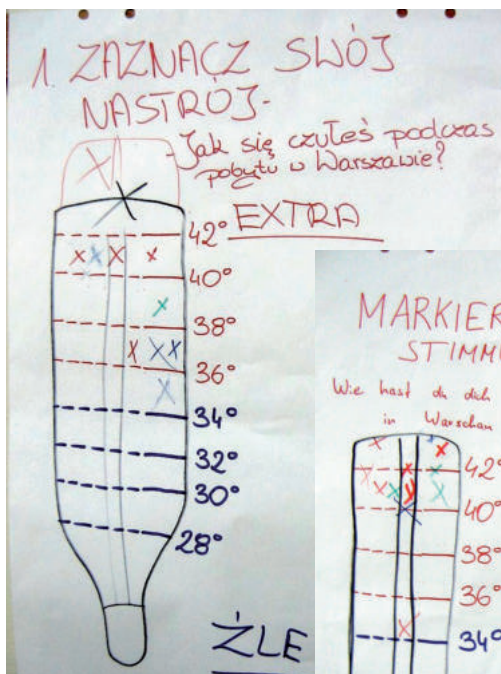 1. ZAZNACZ SWÓJ
NASTRÓJ-
-Jak się czułeś podczas
pobytu w Warszawie?
EXTRA
42°
40°
38°
36°
34°
32°
30°
28°
ŹLE
MARKIER
STIMM
Wie hast du dich
in Warschau
42°
40°
38°
36°
34°